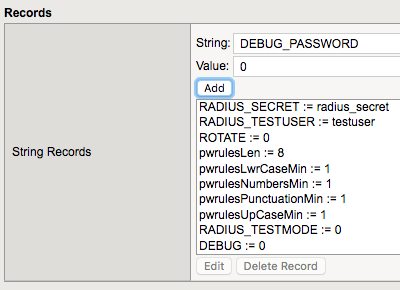 Records
String Records
String: DEBUG_PASSWORD
Value: 0
Add
RADIUS_SECRET := radius_secret
RADIUS_TESTUSER := testuser
ROTATE := 0
pwrulesLen := 8
pwrulesLwrCaseMin := 1
pwrulesNumbersMin := 1
pwrulesPunctuationMin := 1
pwrulesUpCaseMin := 1
RADIUS_TESTMODE := 0
DEBUG := 0
Edit Delete Record